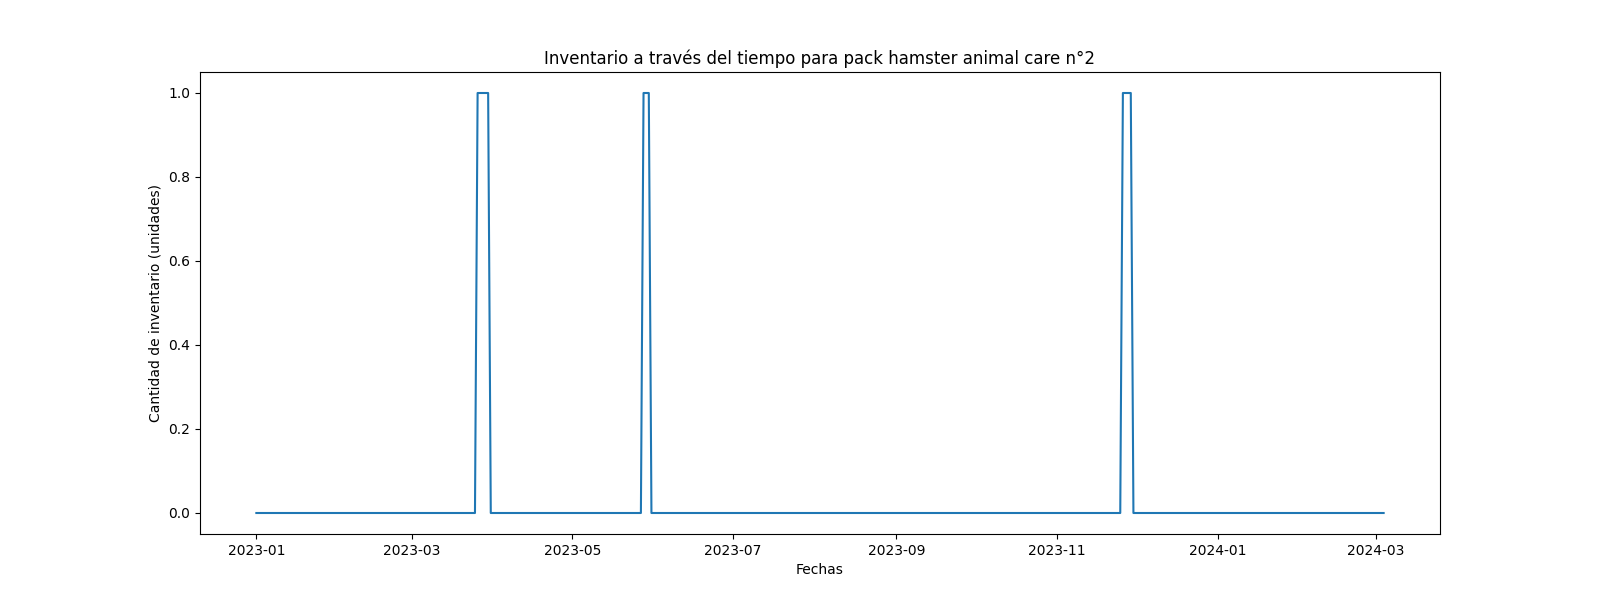 Inventario a través del tiempo para pack hamster animal care n°2
Cantidad de inventario (unidades)
1.0
0.8
0.6
0.4
0.2
0.0
2023-01 2023-03 2023-05 2023-07 2023-09 2023-11 2024-01 2024-03
Fechas